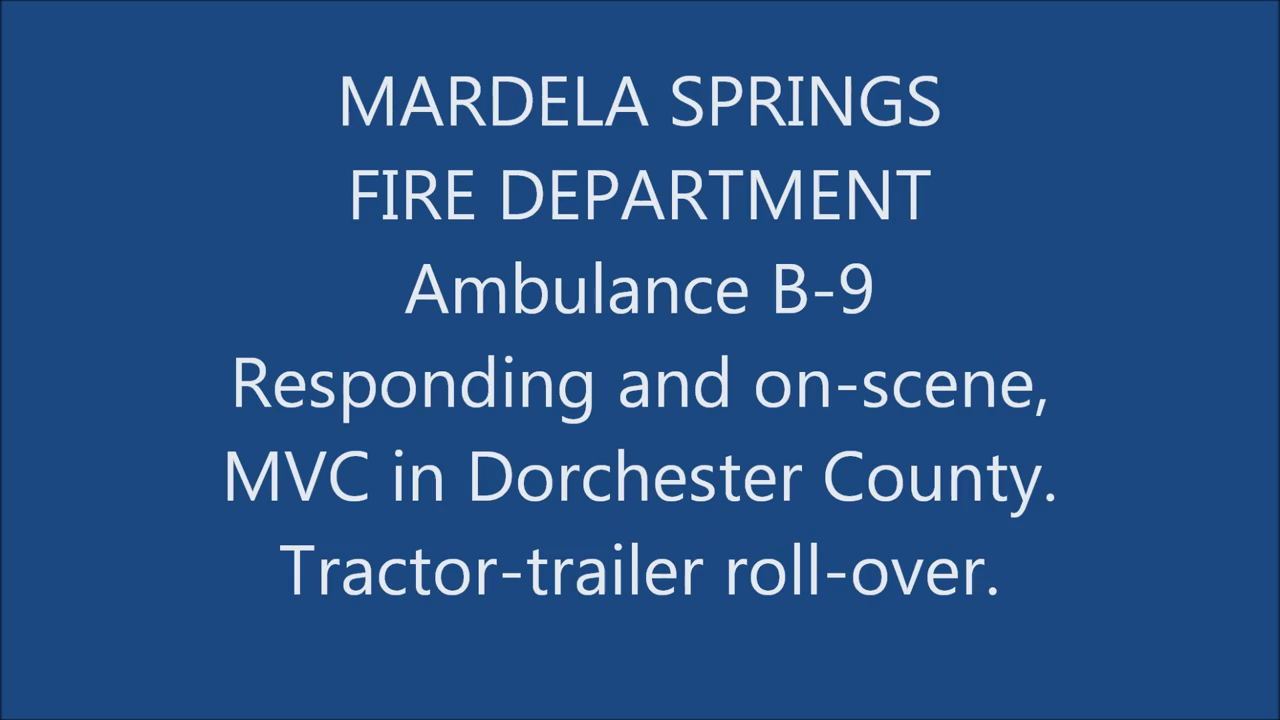 MARDELA SPRINGS
FIRE DEPARTMENT
Ambulance B-9
Responding and on-scene,
MVC in Dorchester County.
Tractor-trailer roll-over.